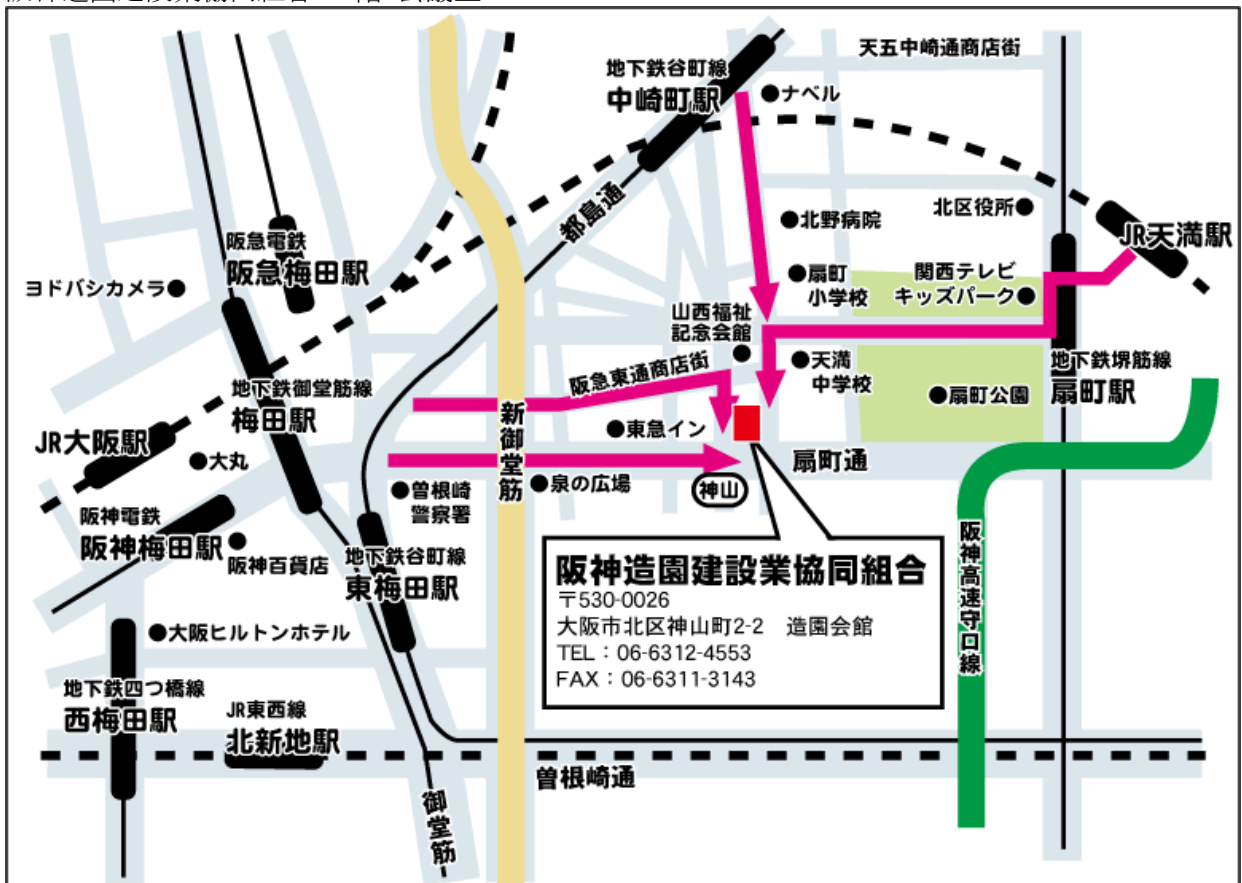 天五中崎通商店街
地下鉄谷町線
中崎町駅
●ナベル
都島通
●北野病院
北区役所●
JR天満駅
阪急電鉄
阪急梅田駅
ヨドバシカメラ●
●扇町
小学校
関西テレビ
キッズパーク●
山西福祉
記念会館
●
地下鉄御堂筋線
梅田駅
阪急東通商店街
●天満
中学校
地下鉄堺筋線
扇町駅
●扇町公園
新御堂筋
JR大阪駅
●大丸
●東急イン
扇町通
●曽根崎
警察署
●泉の広場
神山
阪神電鉄
阪神梅田駅
●
阪神百貨店
地下鉄谷町線
東梅田駅
阪神高速守口線
阪神造園建設業協同組合
〒530-0026
大阪市北区神山町2-2　造園会館
TEL：06-6312-4553
FAX：06-6311-3143
●大阪ヒルトンホテル
地下鉄四つ橋線
西梅田駅
JR東西線
北新地駅
曽根崎通
御堂筋